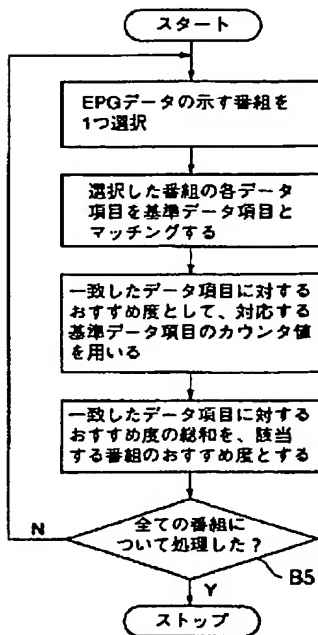 スタート
EPGデータの示す番組を
1つ選択
選択した番組の各データ
項目を基準データ項目と
マッチングする
一致したデータ項目に対する
おすすめ度として、対応する
基準データ項目のカウンタ値
を用いる
一致したデータ項目に対する
おすすめ度の総和を、該当
する番組のおすすめ度とする
全ての番組に
ついて処理した?
N
B5
Y
ストップ